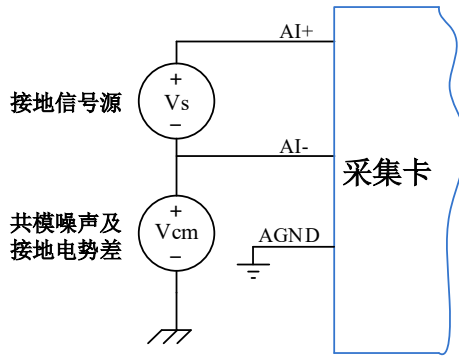 AI+
+
接地信号源
Vs
−
AI-
采集卡
共模噪声及
接地电势差
+
Vcm
−
AGND